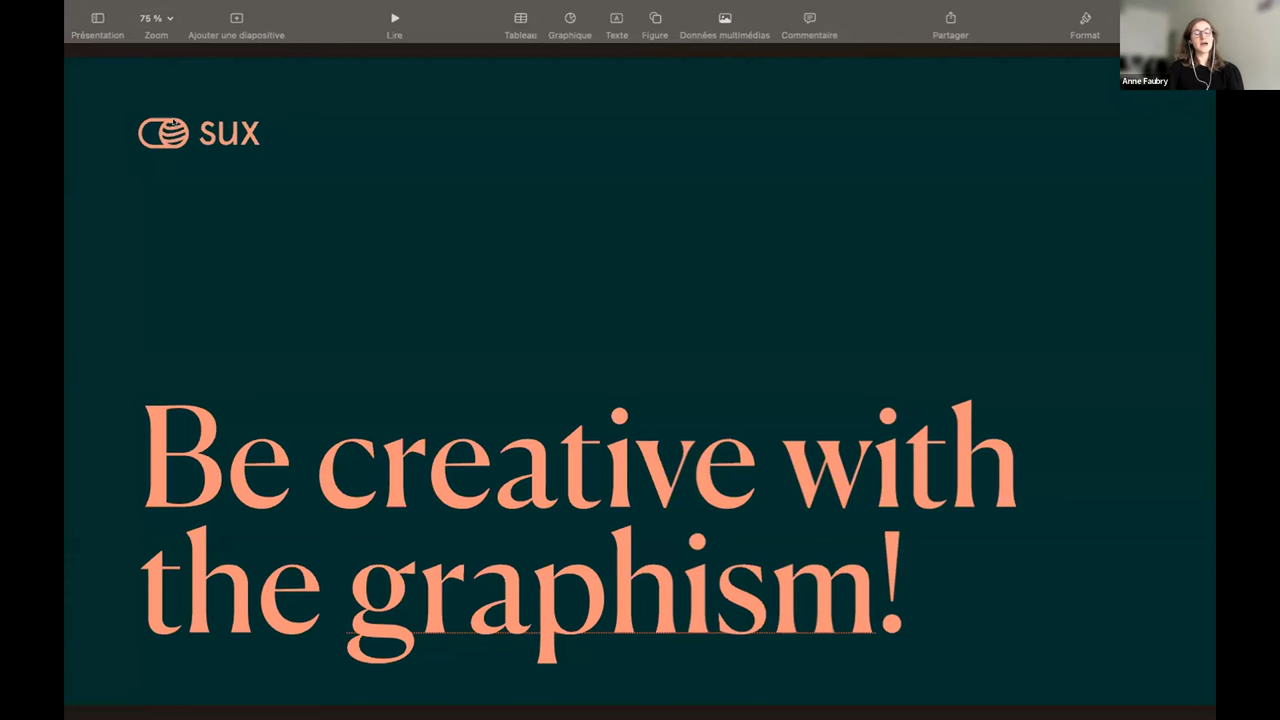 75 %
Présentation
Zoom
Ajouter une diapositive
Lire
Tableau
Graphique
Texte
Figure
Données multimédias
Commentaire
Partager
Format
Anne Faubry
sux
Be creative with
the graphism!